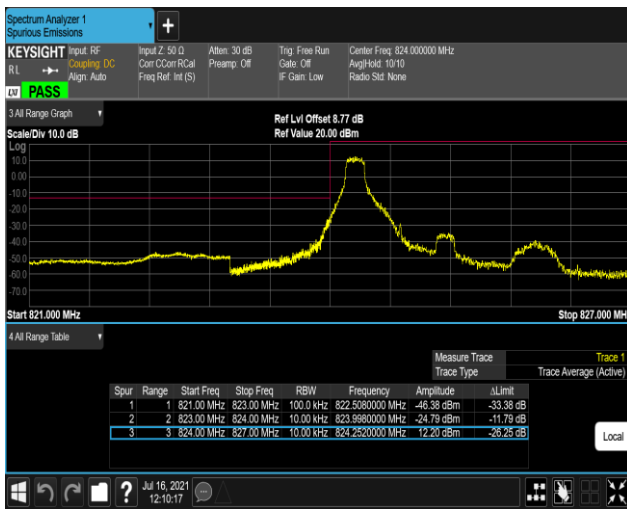 Spectrum Analyzer 1
Spurious Emissions
KEYSIGHT Input: RF Input Z: 50 Ω Atten: 30 dB Trig: Free Run Center Freq: 824.000000 MHz
R L Coupling: DC Corr CCorr RCal Preamp: Off Gate: Off Avg|Hold: 10/10
Align: Auto Freq Ref: Int (S) IF Gain: Low Radio Std: None
LXI PASS
3 All Range Graph
Ref Lvl Offset 8.77 dB
Scale/Div 10.0 dB Ref Value 20.00 dBm
Log
10.0
0.00
-10.0
-20.0
-30.0
-40.0
-50.0
-60.0
-70.0
Start 821.000 MHz Stop 827.000 MH
4 All Range Table
Measure Trace Trace 1
Trace Type Trace Average (Active)
Spur Range Start Freq Stop Freq RBW Frequency Amplitude ΔLimit
1 1 821.00 MHz 823.00 MHz 100.0 kHz 822.5080000 MHz -46.38 dBm -33.38 dB
2 2 823.00 MHz 824.00 MHz 10.00 kHz 823.9980000 MHz -24.79 dBm -11.79 dB
3 3 824.00 MHz 827.00 MHz 10.00 kHz 824.2520000 MHz 12.20 dBm -26.25 dB
Local
Jul 16, 2021
12:10:17